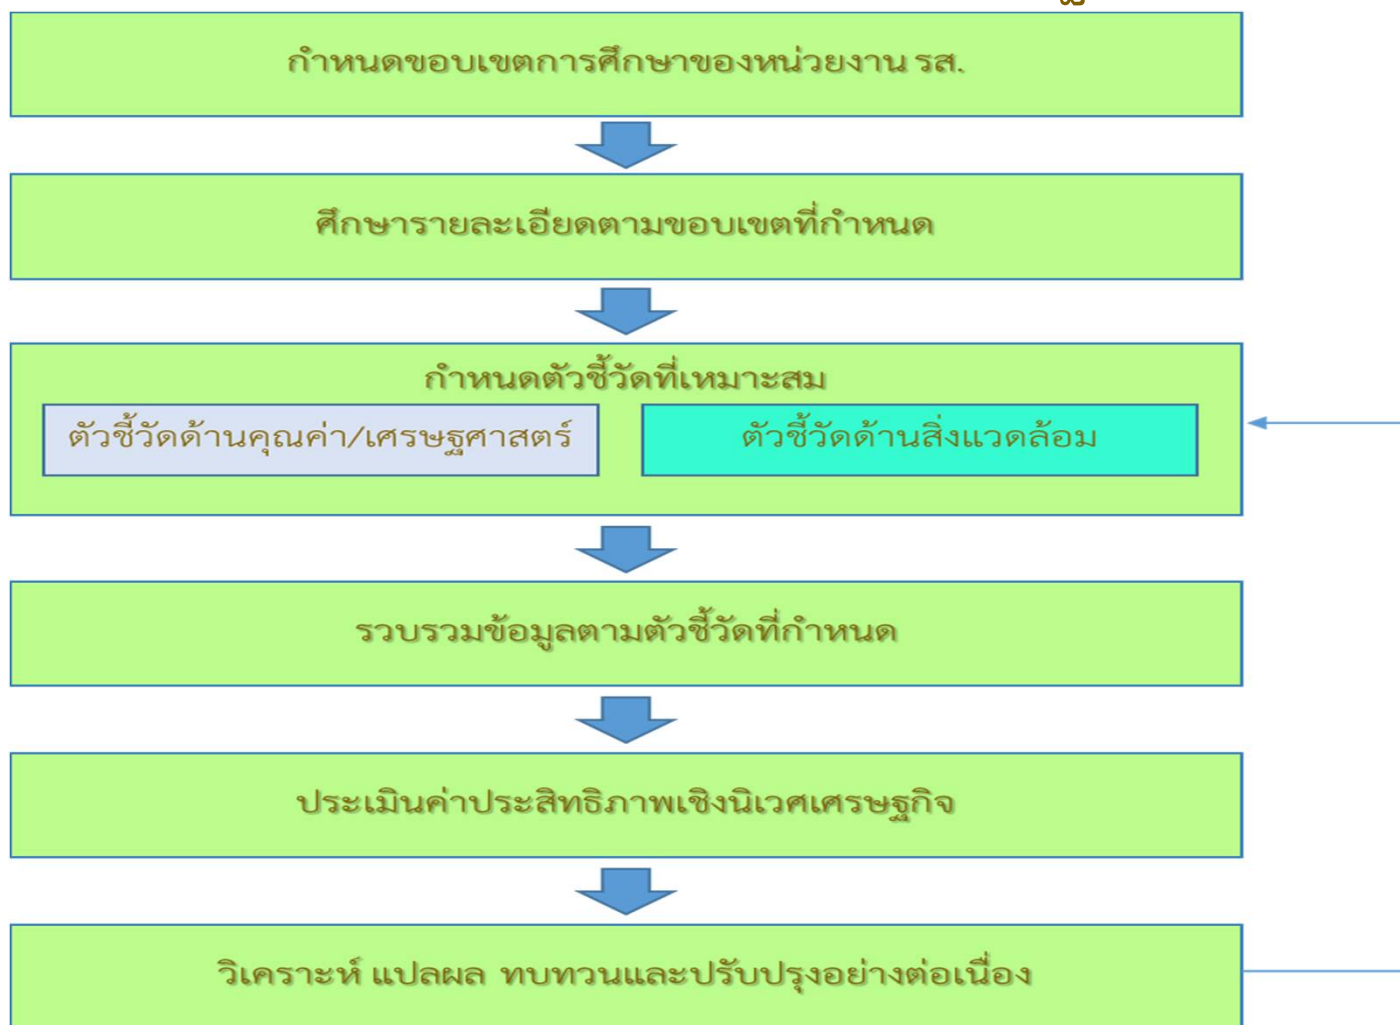 กำหนดขอบเขตการศึกษาของหน่วยงาน รส.
ศึกษารายละเอียดตามขอบเขตที่กำหนด
กำหนดตัวชี้วัดที่เหมาะสม
ตัวชี้วัดด้านคุณค่า/เศรษฐศาสตร์
ตัวชี้วัดด้านสิ่งแวดล้อม
รวบรวมข้อมูลตามตัวชี้วัดที่กำหนด
ประเมินค่าประสิทธิภาพเชิงนิเวศเศรษฐกิจ
วิเคราะห์ แปลผล ทบทวนและปรับปรุงอย่างต่อเนื่อง